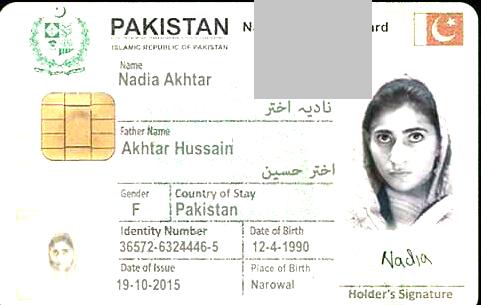 PAKISTAN
ISLAMIC REPUBLIC OF PAKISTAN
Name
Nadia Akhtar
نادیہ اختر
Father Name
Akhtar Hussain
اختر حسین
Gender Country of Stay
F Pakistan
Identity Number Date of Birth
36572-6324446-5 12-4-1990
Date of Issue Place of Birth
19-10-2015 Narowal
Nadia
Holder's Signature